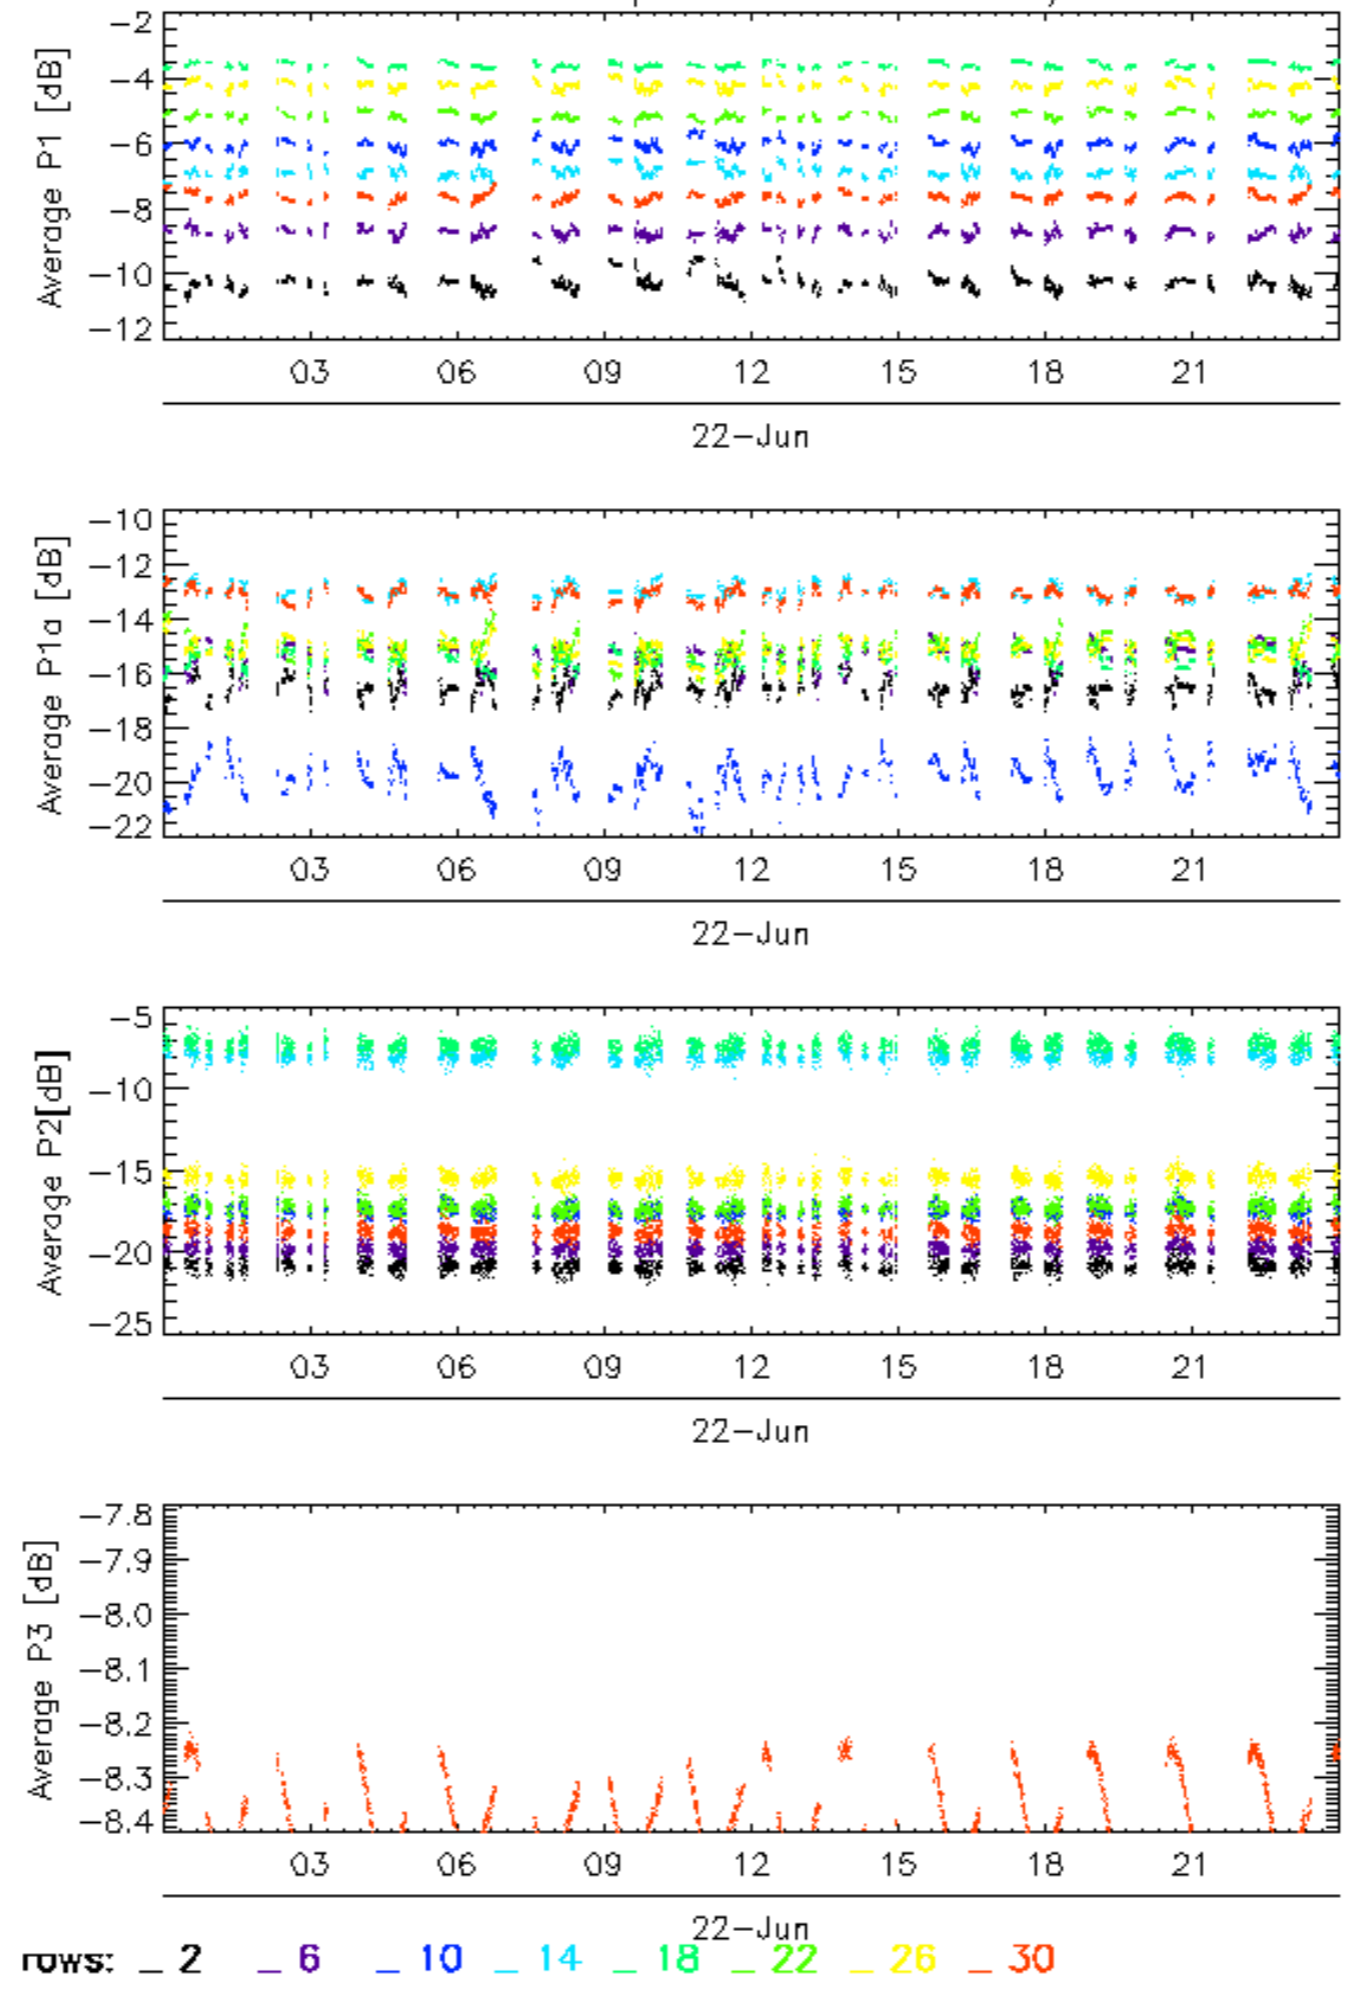 −2
−4
−6
−8
−10
−12
Average P1 [dB]
03 06 09 12 15 18 21
22−Jun
−10
−12
−14
−16
−18
−20
−22
Average P1a [dB]
03 06 09 12 15 18 21
22−Jun
−5
−10
−15
−20
−25
Average P2[dB]
03 06 09 12 15 18 21
22−Jun
−7.8
−7.9
−8.0
−8.1
−8.2
−8.3
−8.4
Average P3 [dB]
03 06 09 12 15 18 21
22−Jun
rows: _ 2 _ 6 _ 10 _ 14 _ 18 _ 22 _ 26 _ 30